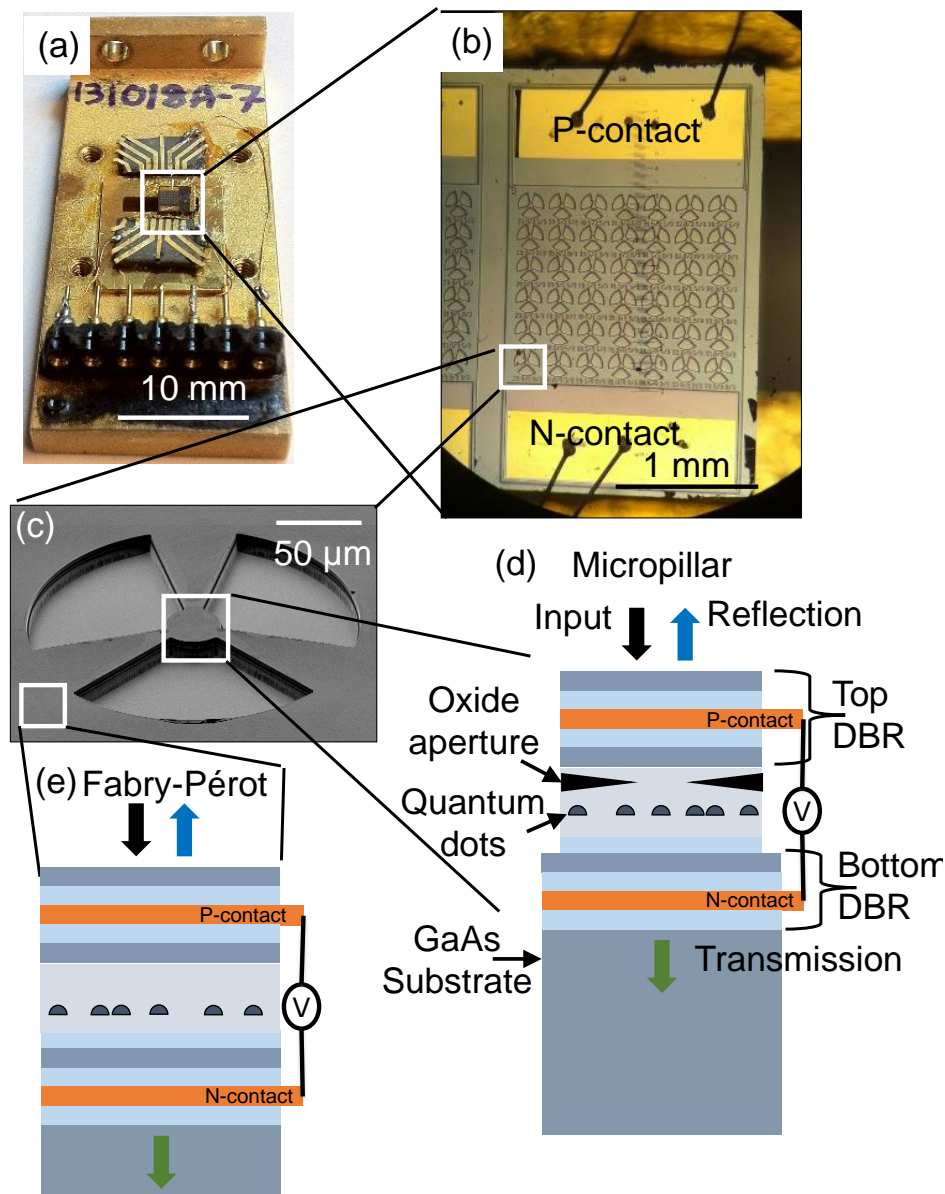 (a)
131018A-7
10 mm
(b)
P-contact
N-contact
1 mm
(c)
50 µm
(d) Micropillar
Input
Reflection
Oxide
aperture
Quantum
dots
P-contact
Top
DBR
V
N-contact
Bottom
DBR
GaAs
Substrate
Transmission
(e)
Fabry-Pérot
P-contact
V
N-contact